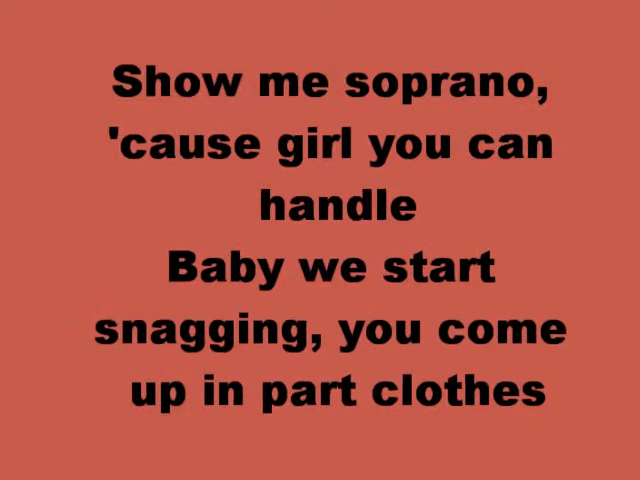 Show me soprano,
'cause girl you can
handle
Baby we start
snagging, you come
up in part clothes